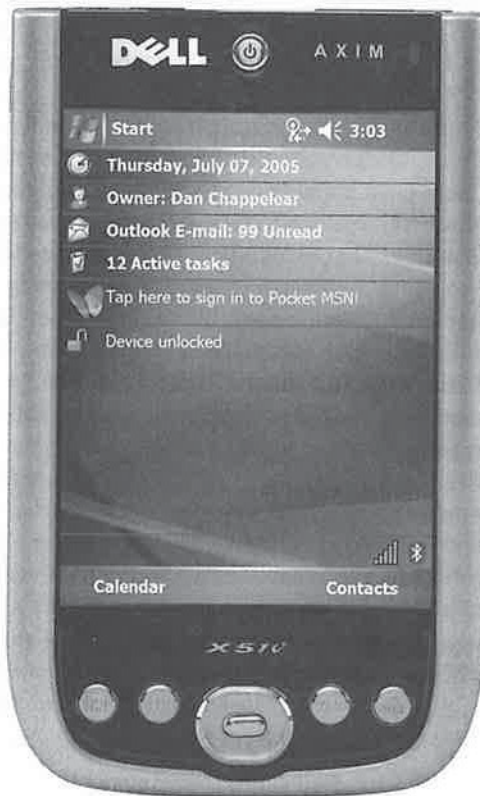 DELL AXIM
Start 3:03
Thursday, July 07, 2005
Owner: Dan Chappelear
Outlook E-mail: 99 Unread
12 Active tasks
Tap here to sign in to Pocket MSN!
Device unlocked
Calendar Contacts
X51v